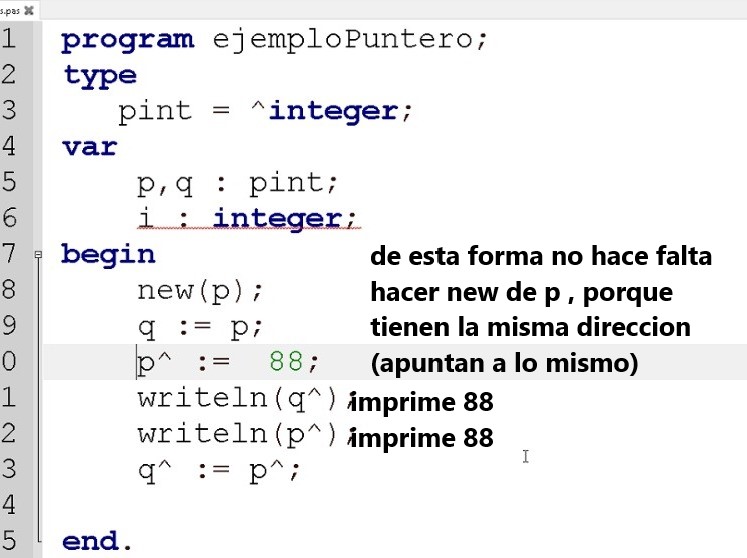 s.pas
1 program ejemploPuntero;
2 type
3 pint = ^integer;
4 var
5 p,q : pint;
6 i : integer;
7 begin de esta forma no hace falta
8 new(p); hacer new de p , porque
9 q := p; tienen la misma direccion
0 p^ := 88; (apuntan a lo mismo)
1 writeln(q^); imprime 88
2 writeln(p^); imprime 88
3 q^ := p^;
4
5 end.